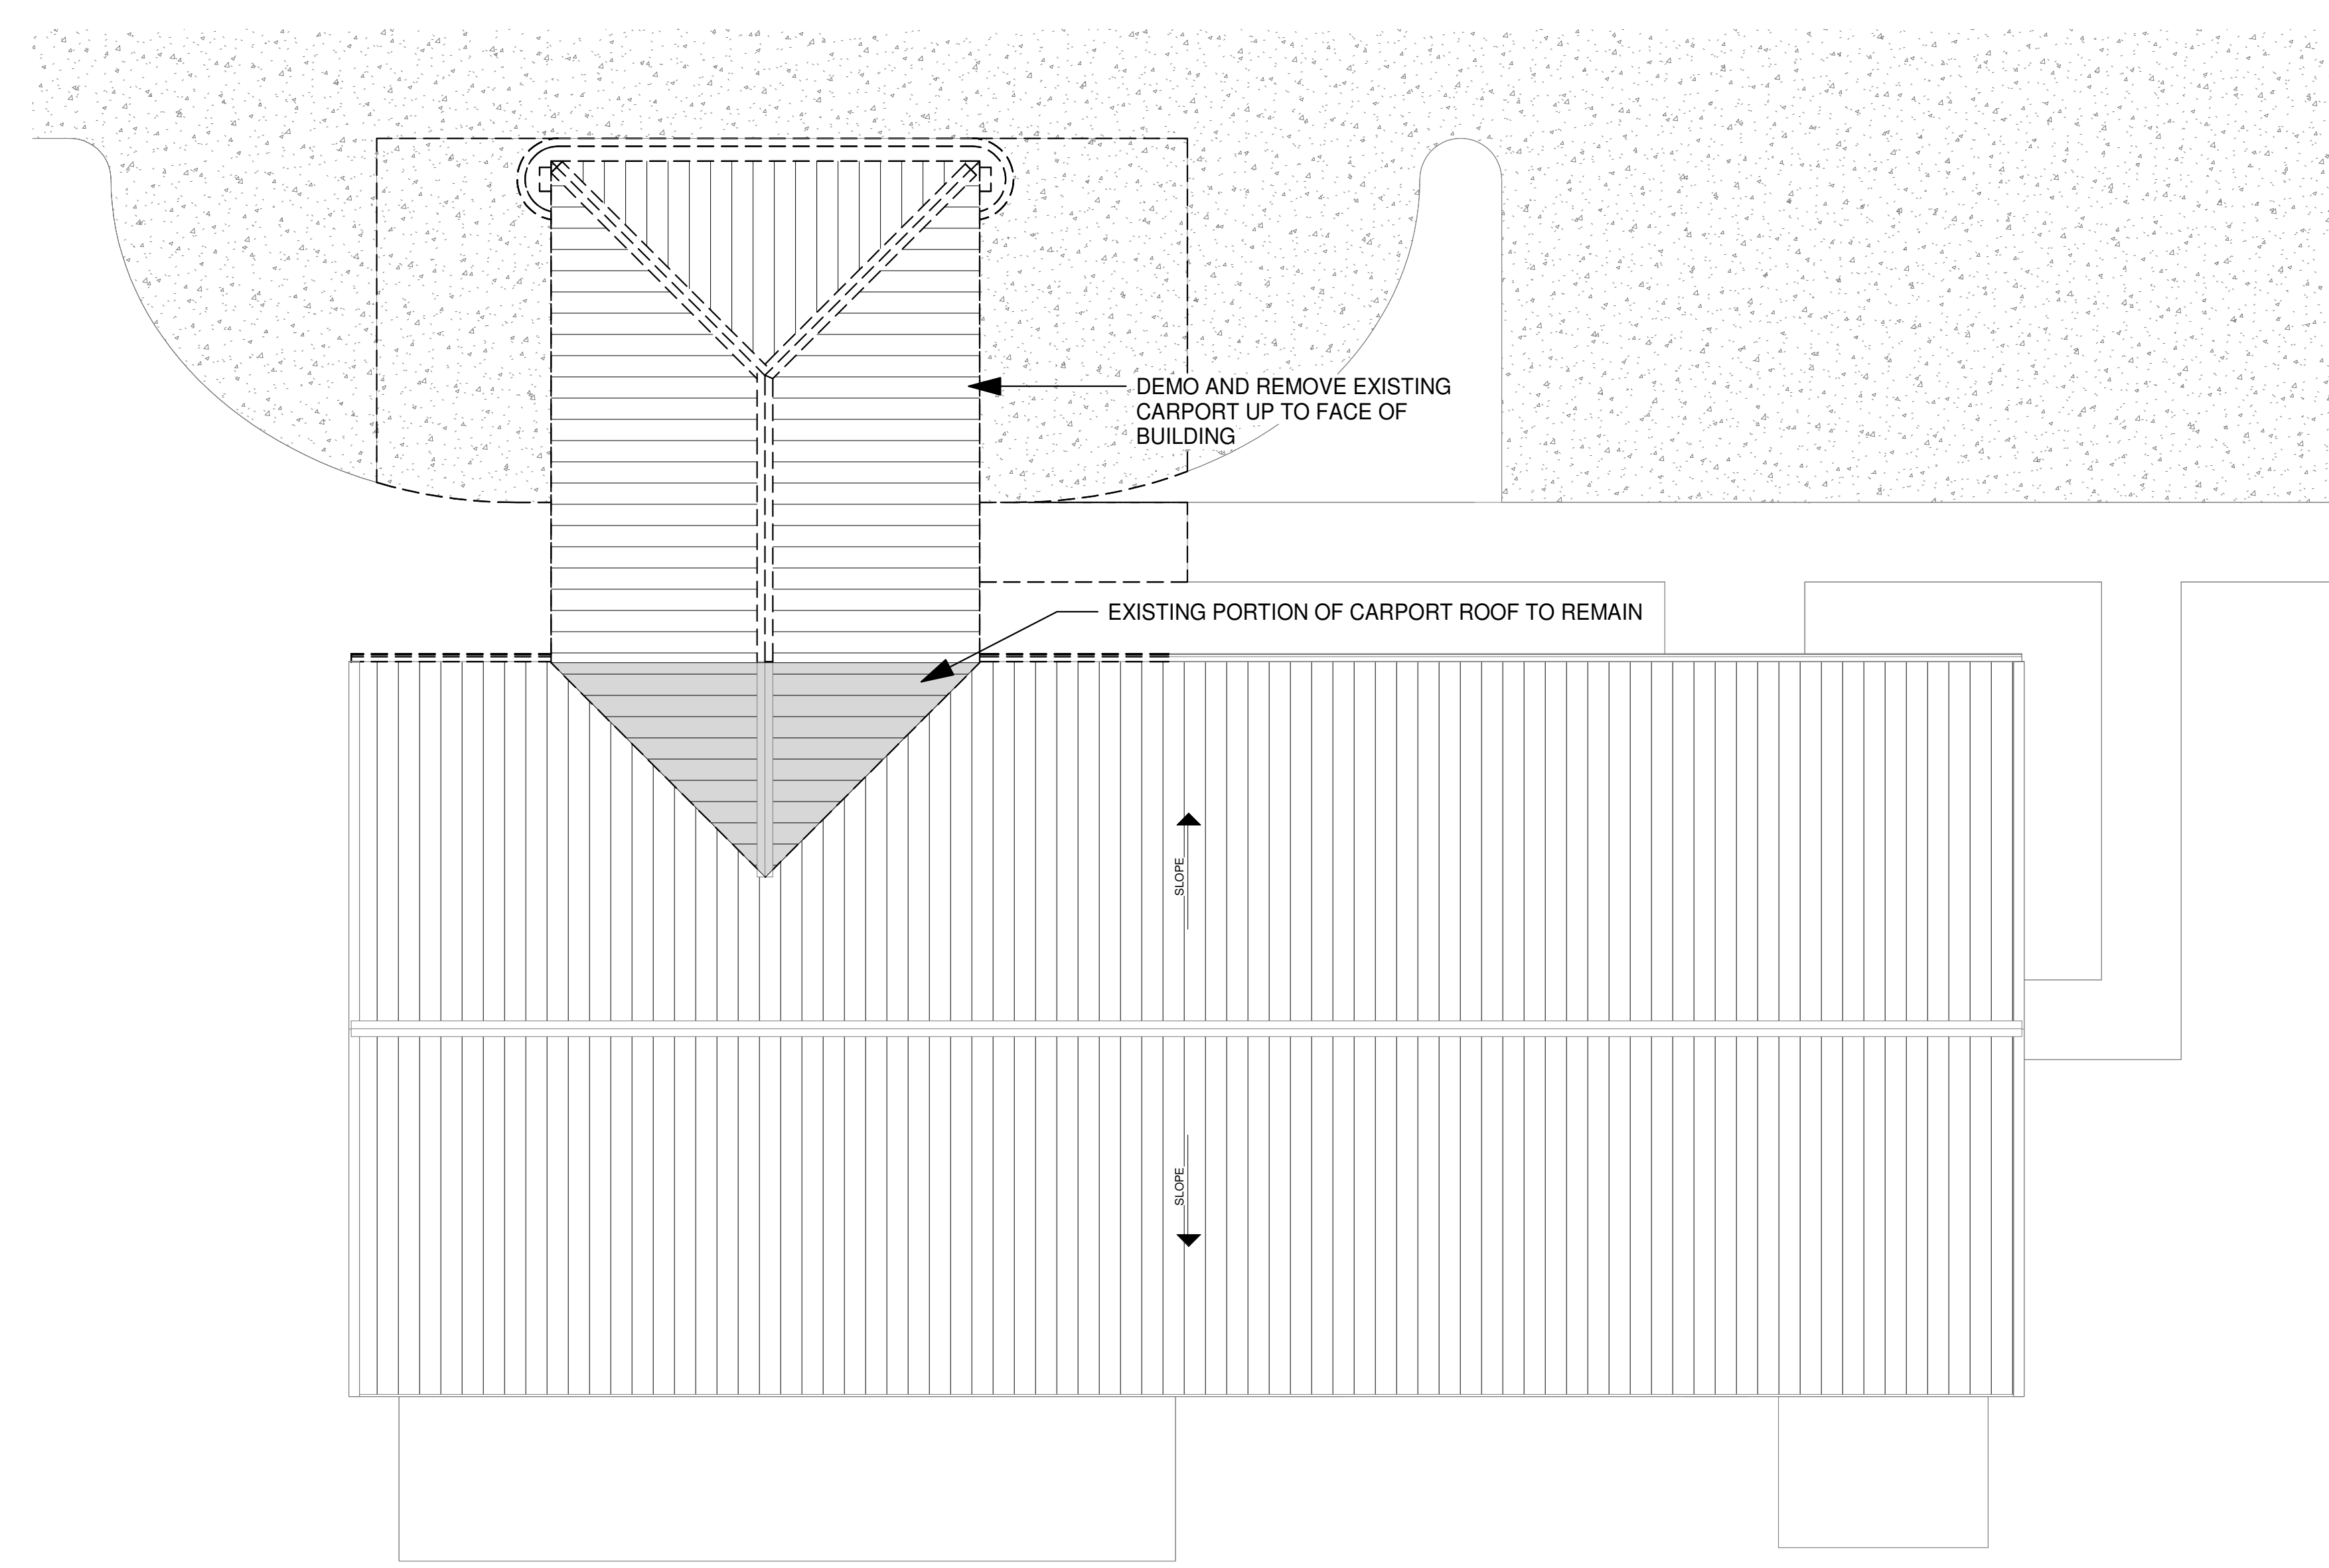 DEMO AND REMOVE EXISTING
CARPORT UP TO FACE OF
BUILDING
EXISTING PORTION OF CARPORT ROOF TO REMAIN
SLOPE
SLOPE